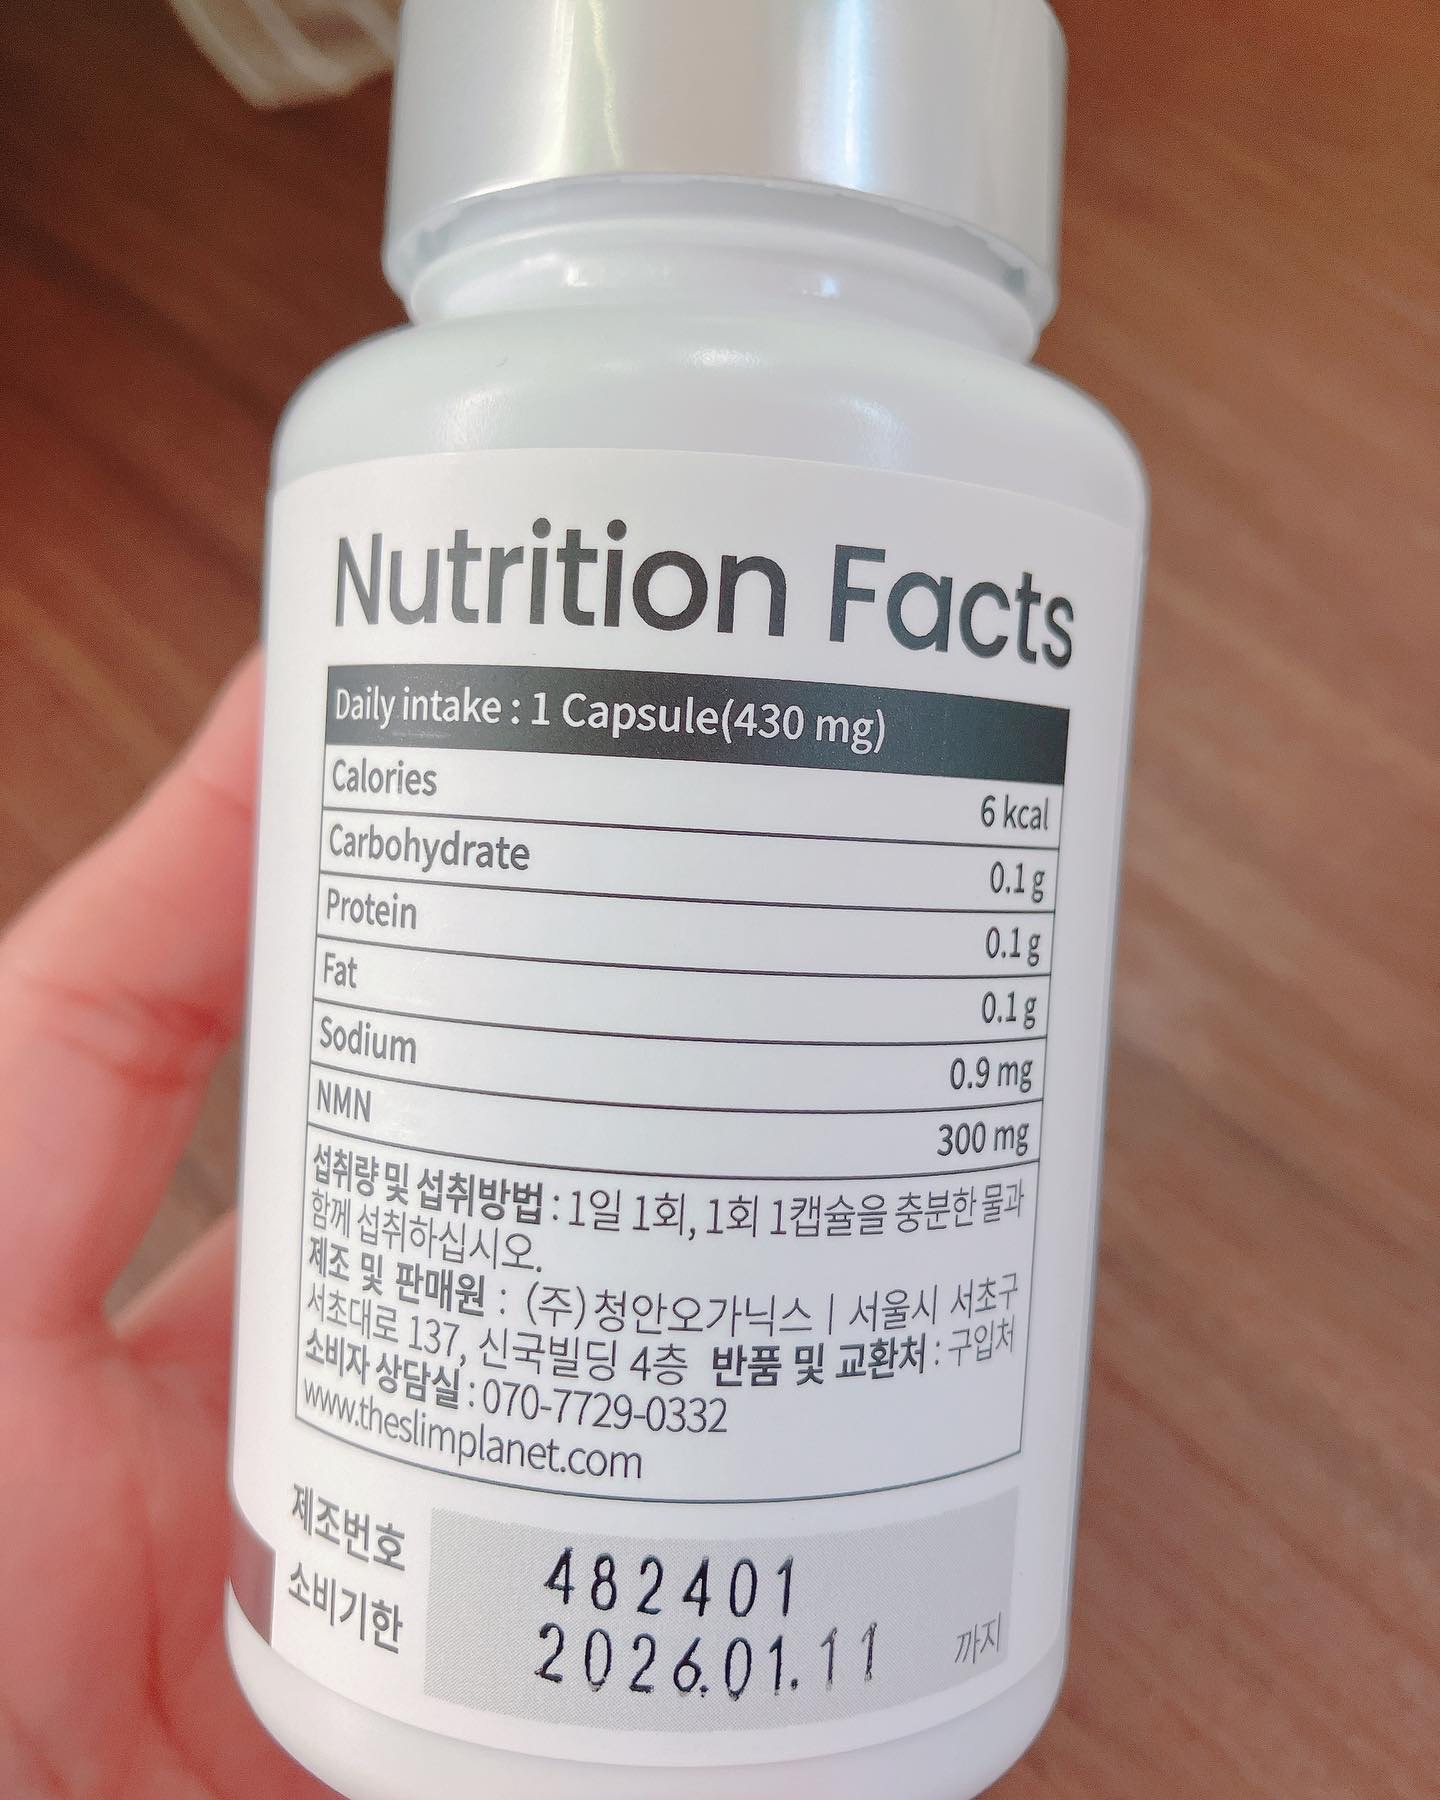 Nutrition Facts
Daily intake : 1 Capsule(430 mg)
Calories 6 kcal
Carbohydrate 0.1 g
Protein 0.1 g
Fat 0.1 g
Sodium 0.9 mg
NMN 300 mg
섭취량 및 섭취방법 : 1일 1회, 1회 1캡슐을 충분한 물과
함께 섭취하십시오.
제조 및 판매원 : (주)청안오가닉스 | 서울시 서초구
서초대로 137, 신국빌딩 4층 반품 및 교환처 : 구입처
소비자 상담실 : 070-7729-0332
www.theslimplanet.com
제조번호 482401
소비기한 2026.01.11 까지